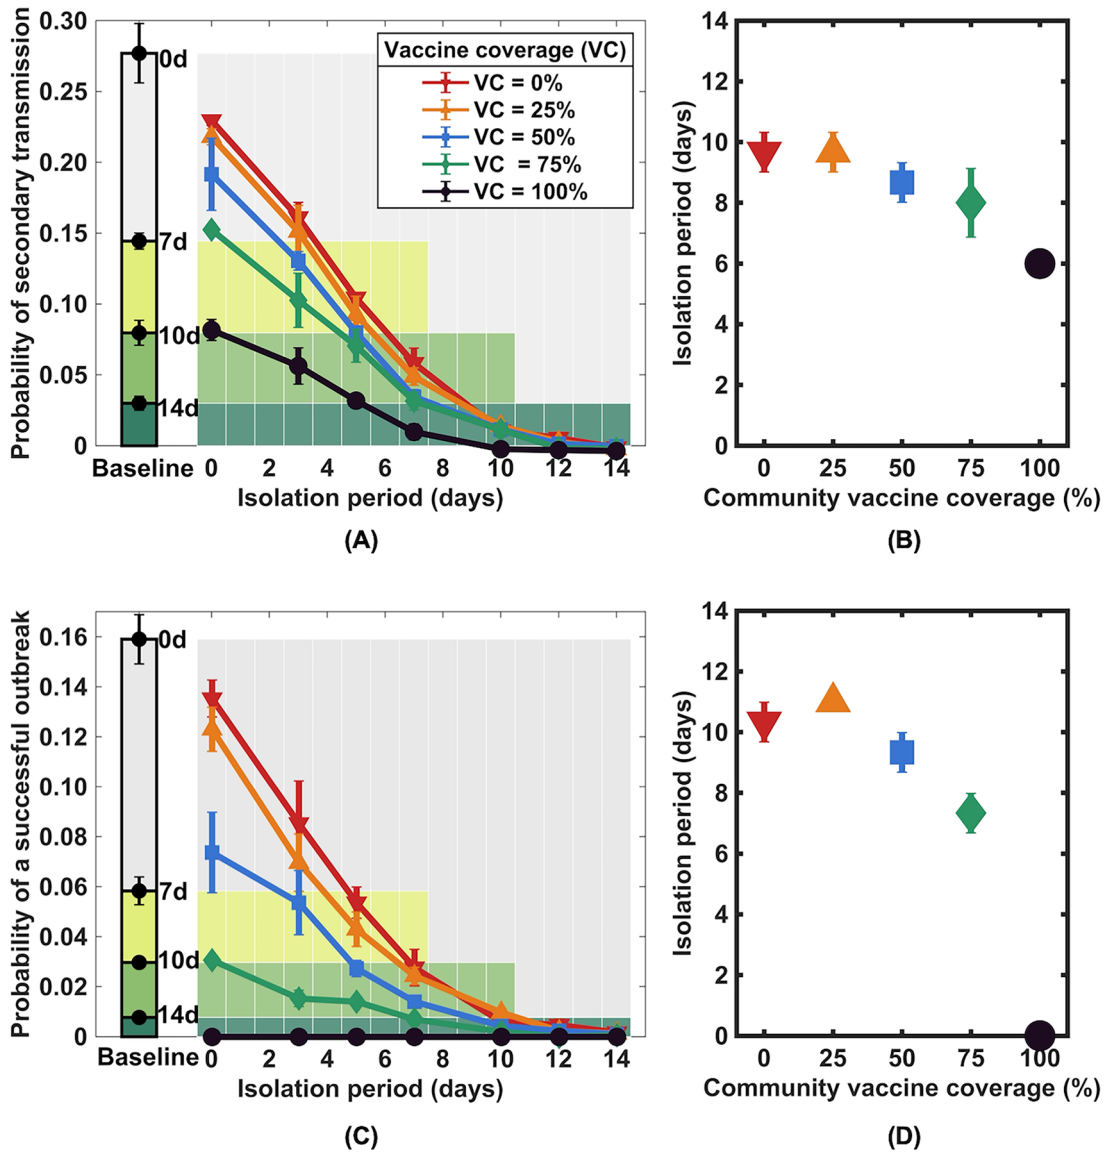 Probability of secondary transmission
0.30
0.25
0.20
0.15
0.10
0.05
0
0d
7d
10d
14d
Baseline
0 2 4 6 8 10 12 14
Isolation period (days)
Vaccine coverage (VC)
VC = 0%
VC = 25%
VC = 50%
VC = 75%
VC = 100%
(A)
Isolation period (days)
14
12
10
8
6
4
2
0
0 25 50 75 100
Community vaccine coverage (%)
(B)
Probability of a successful outbreak
0.16
0.14
0.12
0.10
0.08
0.06
0.04
0.02
0
0d
7d
10d
14d
Baseline
0 2 4 6 8 10 12 14
Isolation period (days)
(C)
Isolation period (days)
14
12
10
8
6
4
2
0
0 25 50 75 100
Community vaccine coverage (%)
(D)